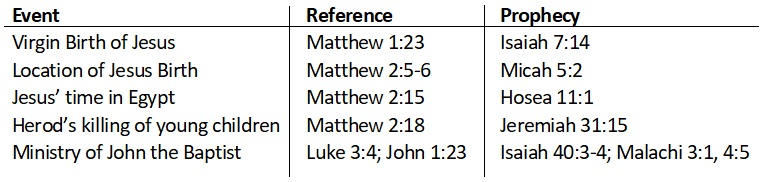 Event Reference Prophecy
Virgin Birth of Jesus Matthew 1:23 Isaiah 7:14
Location of Jesus Birth Matthew 2:5-6 Micah 5:2
Jesus’ time in Egypt Matthew 2:15 Hosea 11:1
Herod’s killing of young children Matthew 2:18 Jeremiah 31:15
Ministry of John the Baptist Luke 3:4; John 1:23 Isaiah 40:3-4; Malachi 3:1, 4:5